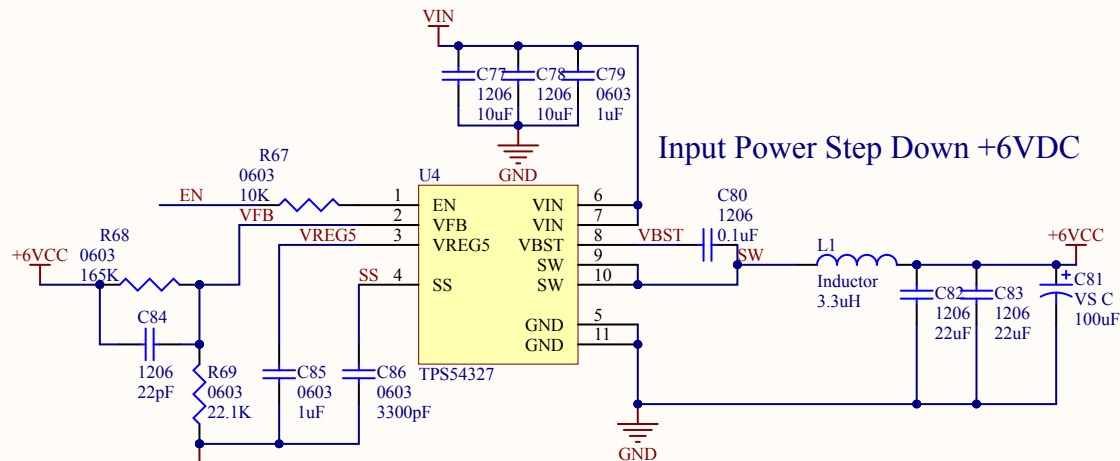 VIN
C77
1206
10uF
C78
1206
10uF
C79
0603
1uF
GND
Input Power Step Down +6VDC
R67
0603
10K
EN
VFB
VREG5
SS
+6VCC
R68
0603
165K
C84
1206
22pF
R69
0603
22.1K
C85
0603
1uF
C86
0603
3300pF
U4
1
EN
2
VFB
3
VREG5
4
SS
VIN
6
VIN
7
VBST
8
SW
9
SW
10
GND
5
GND
11
TPS54327
VBST
C80
1206
0.1uF
SW
L1
Inductor
3.3uH
+6VCC
C82
1206
22uF
C83
1206
22uF
+
C81
VS C
100uF
GND